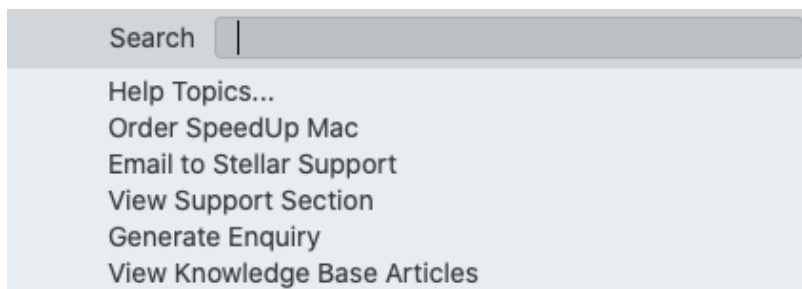 Search
Help Topics...
Order SpeedUp Mac
Email to Stellar Support
View Support Section
Generate Enquiry
View Knowledge Base Articles